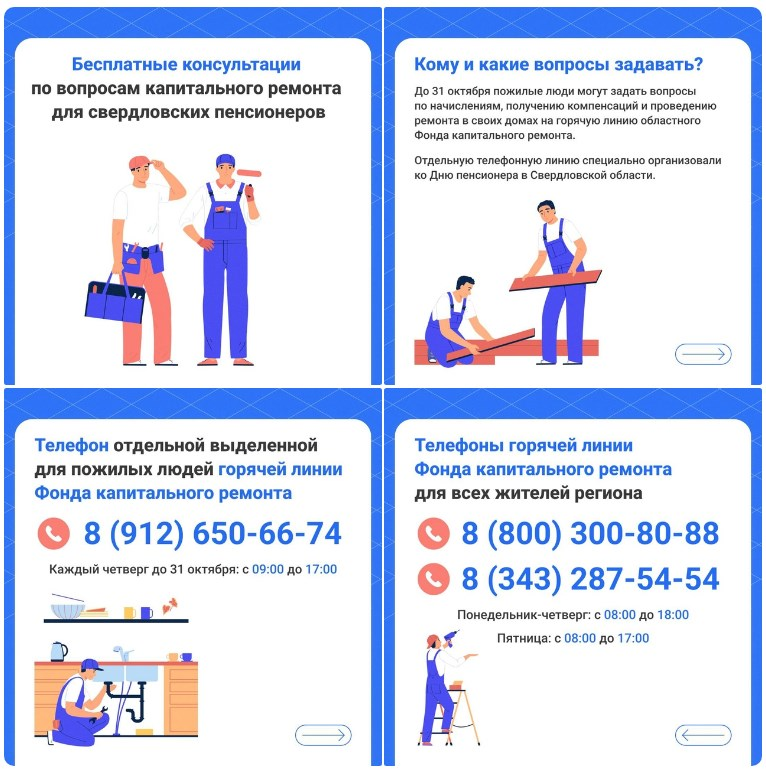 Бесплатные консультации
по вопросам капитального ремонта
для свердловских пенсионеров
Кому и какие вопросы задавать?
До 31 октября пожилые люди могут задать вопросы
по начислениям, получению компенсаций и проведению
ремонта в своих домах на горячую линию областного
Фонда капитального ремонта.
Отдельную телефонную линию специально организовали
ко Дню пенсионера в Свердловской области.
Телефон отдельной выделенной
для пожилых людей горячей линии
Фонда капитального ремонта
8 (912) 650-66-74
Каждый четверг до 31 октября: с 09:00 до 17:00
Телефоны горячей линии
Фонда капитального ремонта
для всех жителей региона
8 (800) 300-80-88
8 (343) 287-54-54
Понедельник-четверг: с 08:00 до 18:00
Пятница: с 08:00 до 17:00